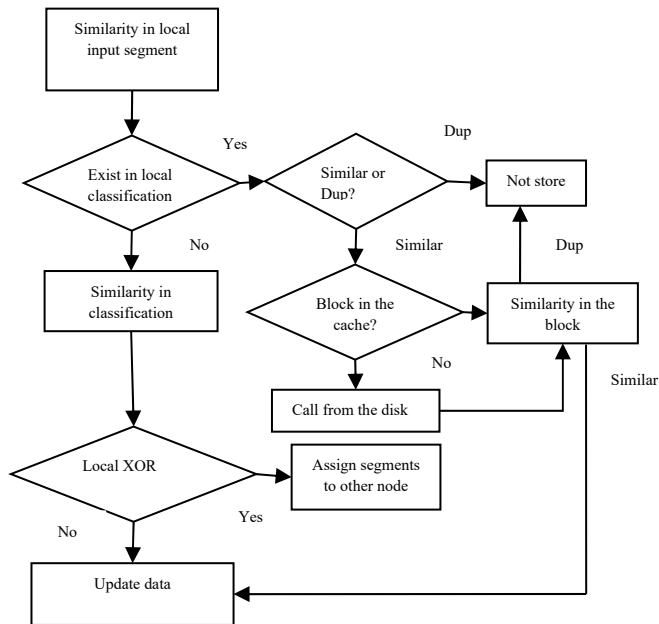 Similarity in local
input segment
Yes
Dup
Exist in local
classification
Similar or
Dup?
Not store
No
Similar
Dup
Similarity in
classification
Block in the
cache?
Similarity in the
block
No
Similar
Call from the disk
Local XOR
Assign segments
to other node
Yes
No
Update data